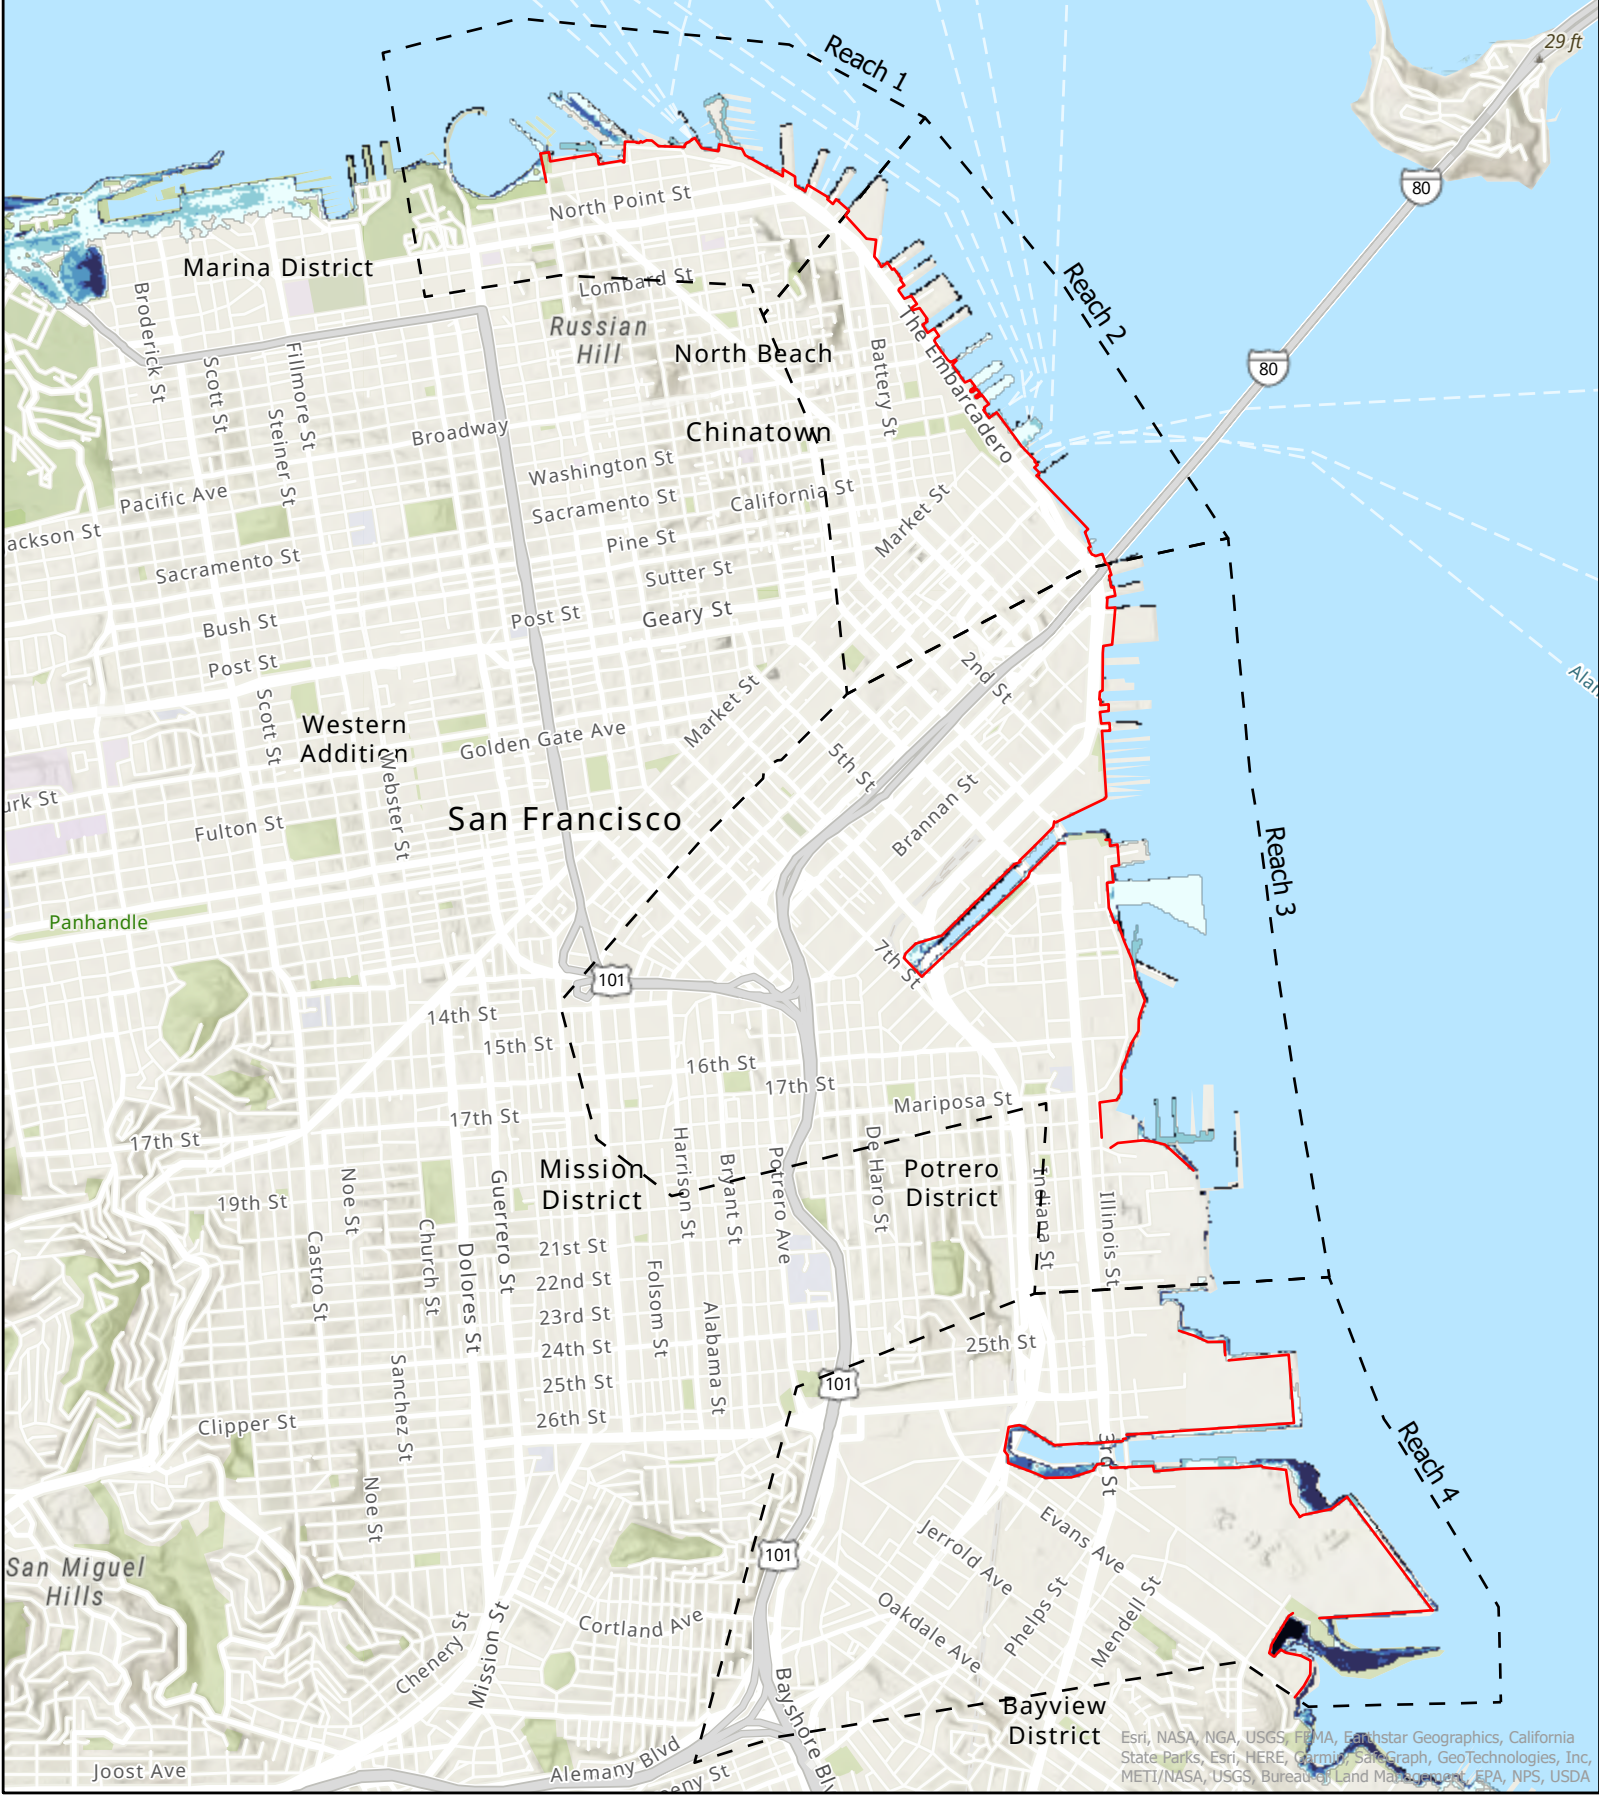 29 ft
Reach 1
80
North Point St
Marina District
Lombard St
Reach 2
Broderick St
Russian
Hill
North Beach
The Embarcadero
80
Scott St
Fillmore St
Battery St
Steiner St
Broadway
Chinatown
Washington St
Pacific Ave
Sacramento St
California St
Market St
ackson St
Pine St
Sacramento St
Sutter St
Bush St
Post St
Geary St
Post St
2nd St
Scott St
Market St
Western
Addition
Golden Gate Ave
5th St
Webster St
Brannan St
urk St
Fulton St
San Francisco
Reach 3
Panhandle
7th St
101
14th St
15th St
16th St
17th St
Mariposa St
17th St
17th St
Mission
District
Potrero
District
Harrison St
Bryant St
Potrero Ave
De Haro St
Indiana St
Illinois St
19th St
Noe St
Guerrero St
Castro St
Church St
Dolores St
21st St
22nd St
23rd St
24th St
25th St
26th St
Folsom St
Alabama St
25th St
101
Sanchez St
Clipper St
3rd St
Reach 4
Noe St
Evans Ave
Jerrold Ave
101
San Miguel
Hills
Phelps St
Mendell St
Oakdale Ave
Cortland Ave
Chenery St
Mission St
Bayshore Blv
Bayview
District
Alemany Blvd
Joost Ave
eny St
Esri, NASA, NGA, USGS, FEMA, Earthstar Geographics, California
State Parks, Esri, HERE, Garmin, SafeGraph, GeoTechnologies, Inc,
METI/NASA, USGS, Bureau of Land Management, EPA, NPS, USDA